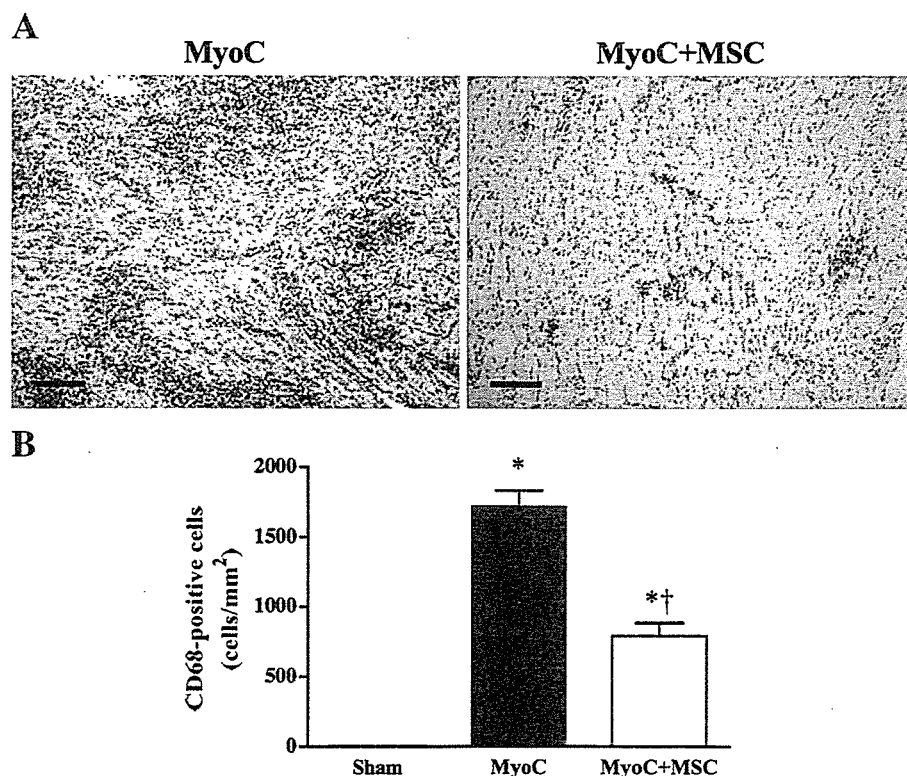 A
MyoC
MyoC+MSC
B
CD68-positive cells
(cells/mm²)
2000
1500
1000
500
0
*
*†
Sham
MyoC
MyoC+MSC